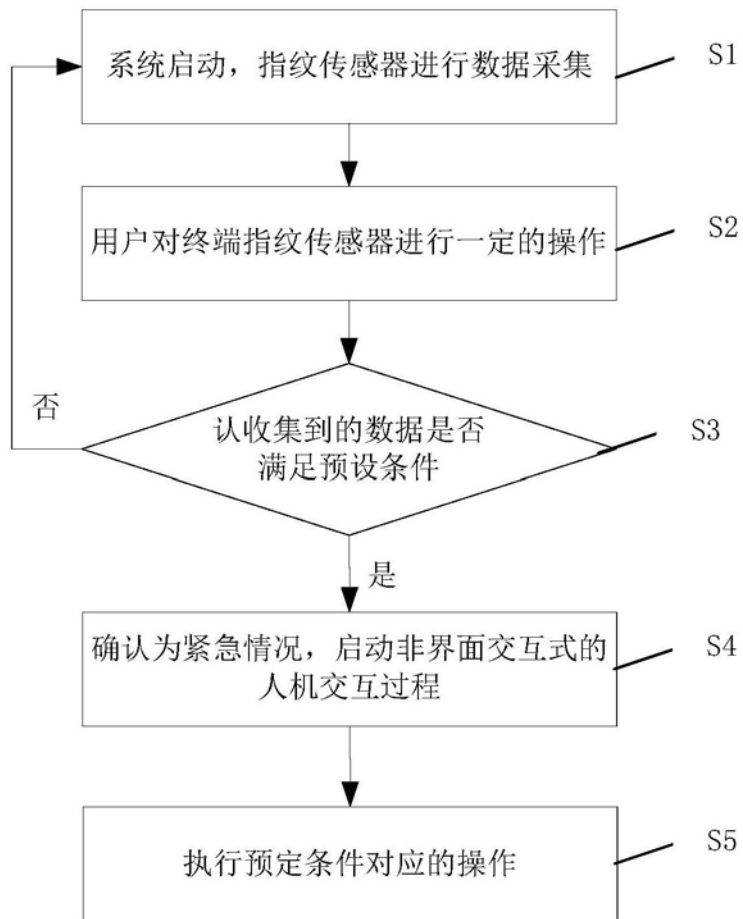 系统启动，指纹传感器进行数据采集
S1
用户对终端指纹传感器进行一定的操作
S2
否
认收集到的数据是否
满足预设条件
S3
是
确认为紧急情况，启动非界面交互式的
人机交互过程
S4
执行预定条件对应的操作
S5